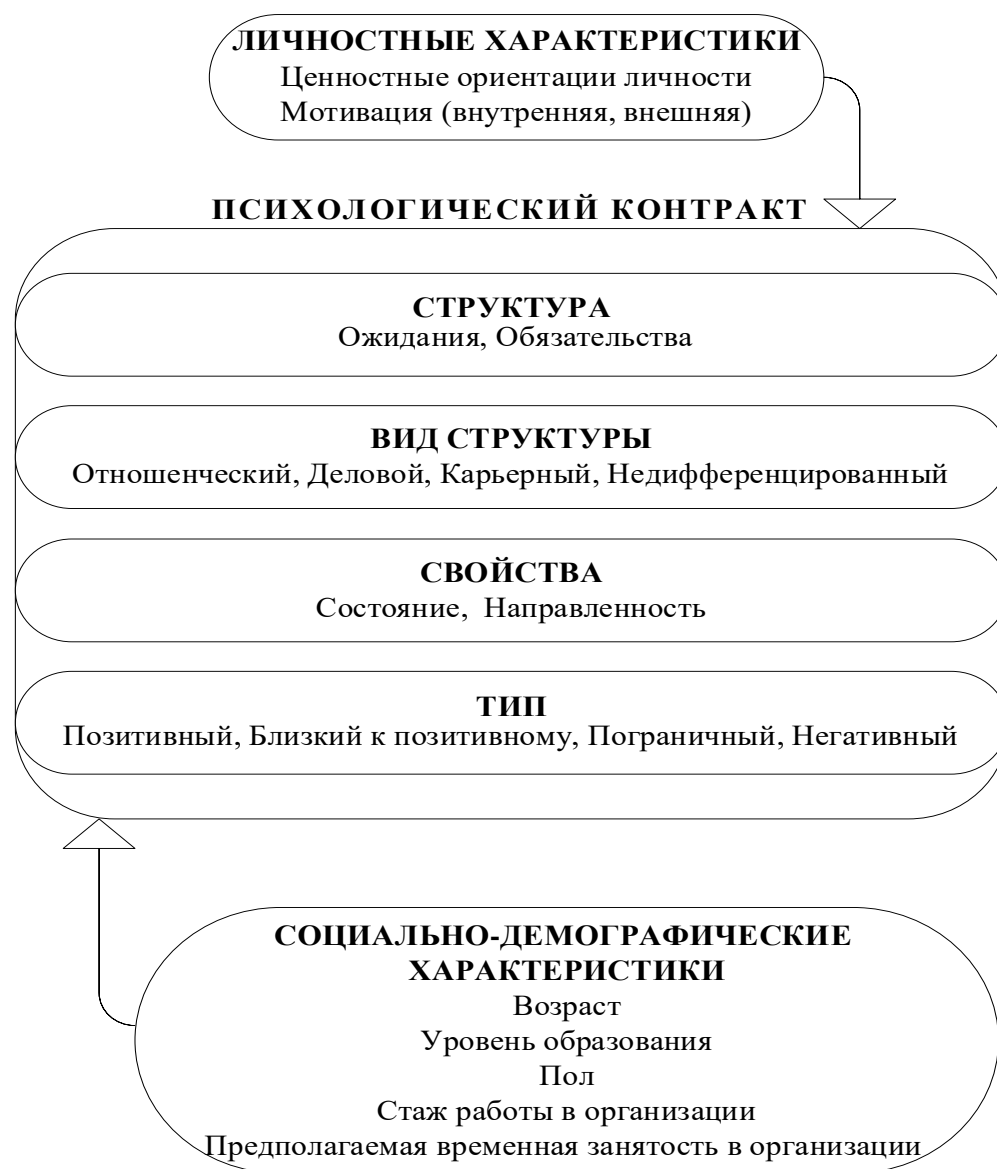 ЛИЧНОСТНЫЕ ХАРАКТЕРИСТИКИ
Ценностные ориентации личности
Мотивация (внутренняя, внешняя)
ПСИХОЛОГИЧЕСКИЙ КОНТРАКТ
СТРУКТУРА
Ожидания, Обязательства
ВИД СТРУКТУРЫ
Отношенческий, Деловой, Карьерный, Недифференцированный
СВОЙСТВА
Состояние, Направленность
ТИП
Позитивный, Близкий к позитивному, Пограничный, Негативный
СОЦИАЛЬНО-ДЕМОГРАФИЧЕСКИЕ
ХАРАКТЕРИСТИКИ
Возраст
Уровень образования
Пол
Стаж работы в организации
Предполагаемая временная занятость в организации